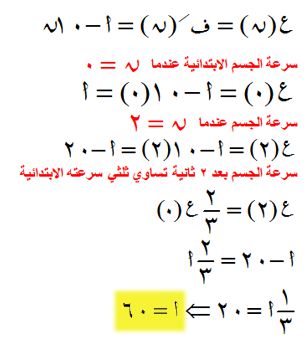 ع(ن) = ف′(ن) = أ − ١٠ن
سرعة الجسم الابتدائية عندما ن = ٠
ع(٠) = أ − ١٠(٠) = أ
سرعة الجسم عندما ن = ٢
ع(٢) = أ − ١٠(٢) = أ − ٢٠
سرعة الجسم بعد ٢ ثانية تساوي ثلثي سرعته الابتدائية
ع(٢) = ٢/٣ ع(٠)
أ − ٢٠ = ٢/٣ أ
١/٣ أ = ٢٠ ⇐ أ = ٦٠